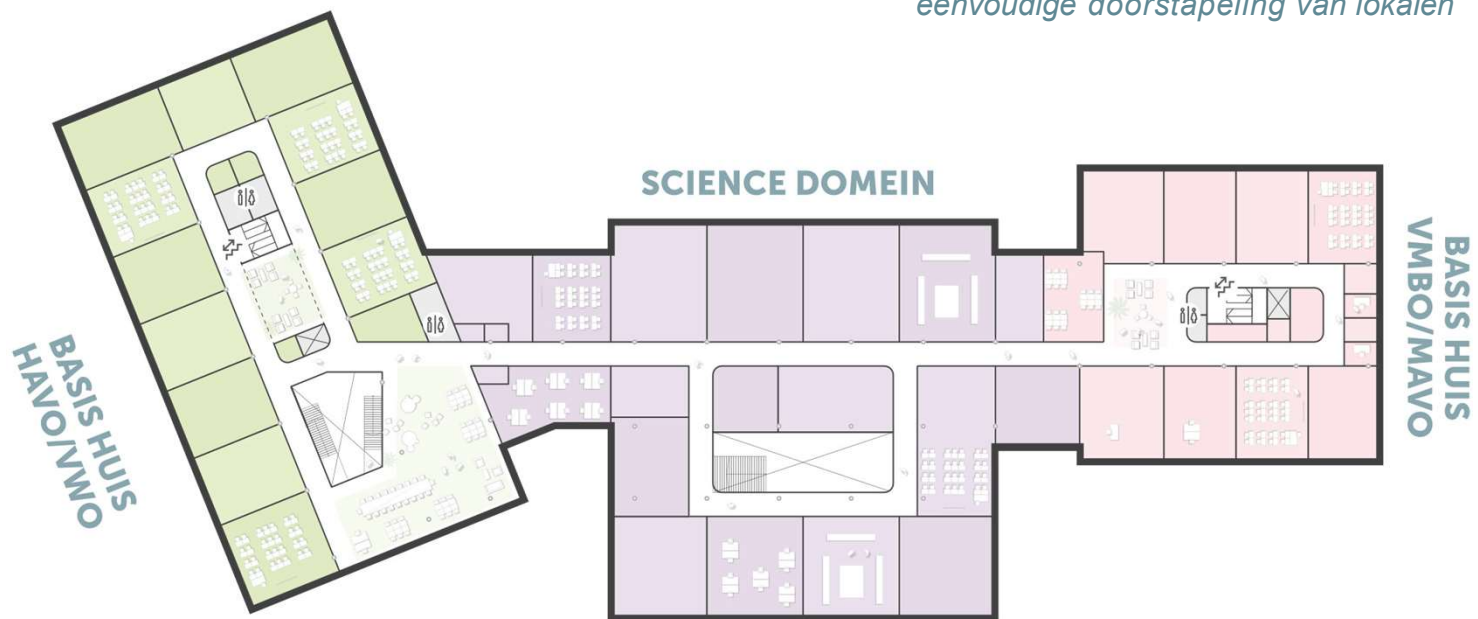 eenvoudige doorstapeling van lokalen
SCIENCE DOMEIN
BASIS HUIS
HAVO/VWO
BASIS HUIS
VMBO/MAVO